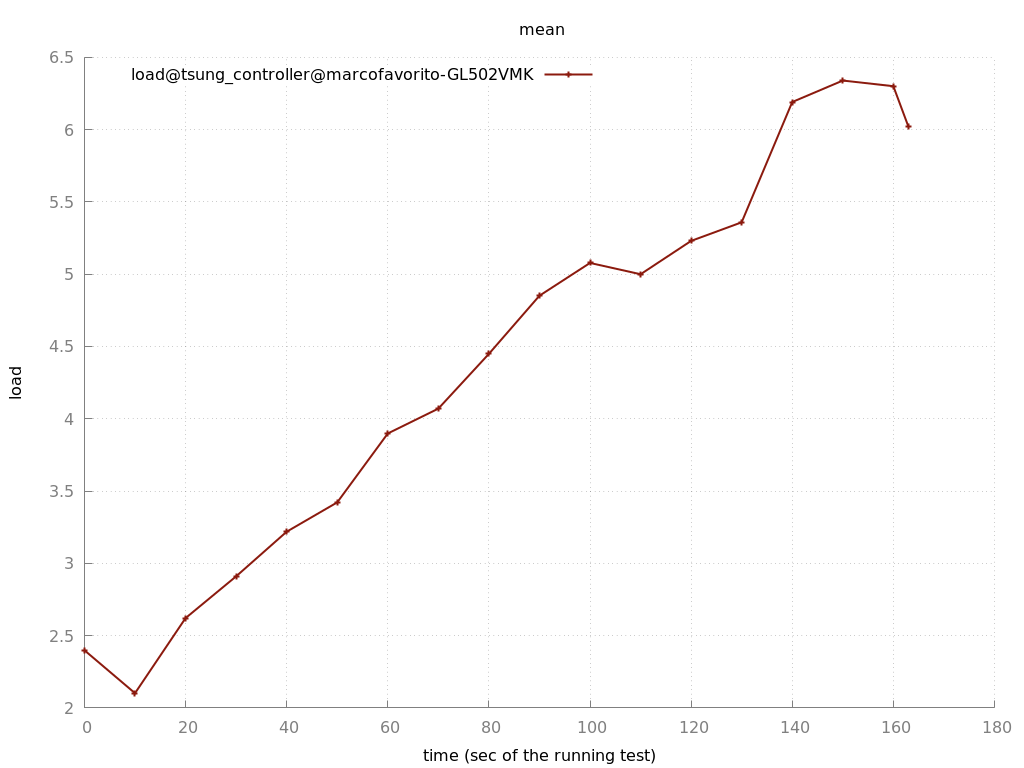 mean
6.5
load@tsung_controller@marcofavorito-GL502VMK
6
5.5
5
4.5
load
4
3.5
3
2.5
2
0 20 40 60 80 100 120 140 160 180
time (sec of the running test)